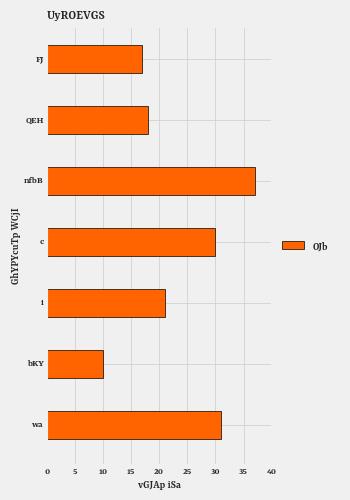 UyROEVGS
FJ
QEH
nfbB
c
l
bKY
wa
GhYPYcuTp WCjI
0 5 10 15 20 25 30 35 40
vGJAp iSa
OJb